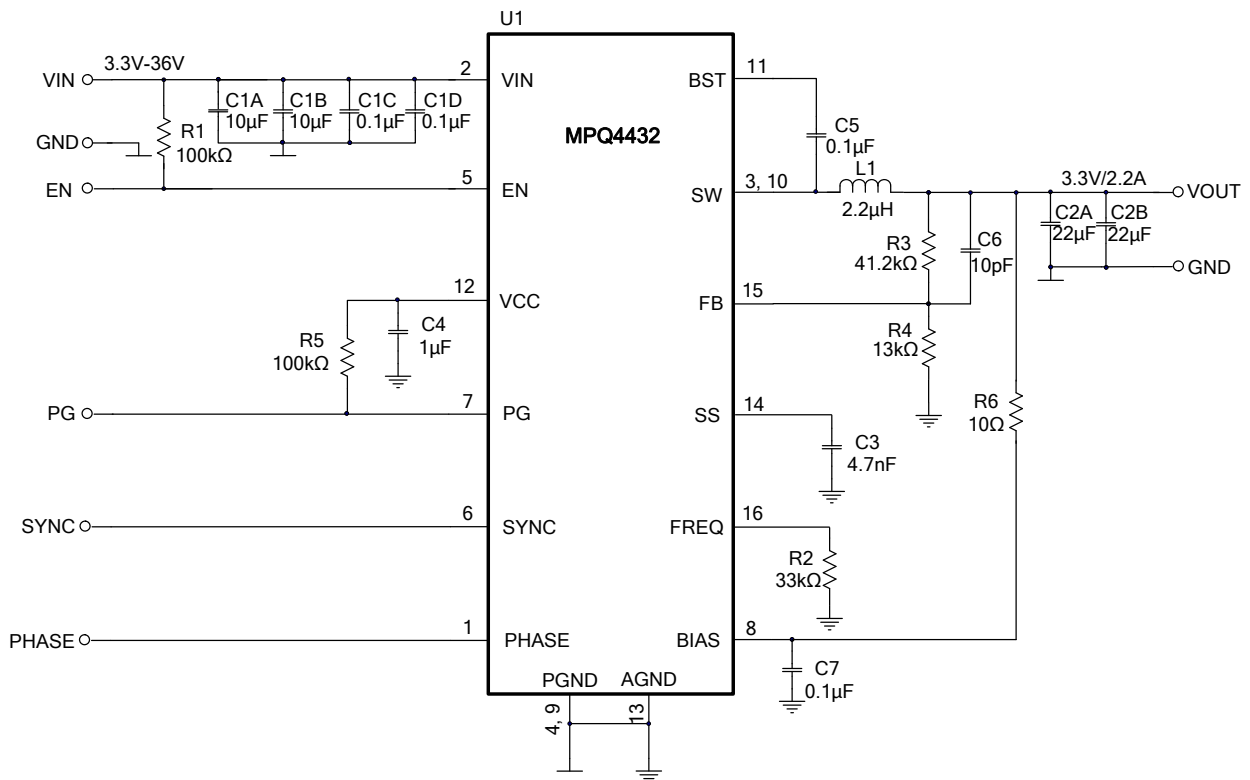 U1
VIN
3.3V-36V
2
VIN
BST
11
C1A
10µF
C1B
10µF
C1C
0.1µF
C1D
0.1µF
GND
R1
100kΩ
MPQ4432
C5
0.1µF
EN
5
EN
SW
3, 10
L1
2.2µH
3.3V/2.2A
VOUT
C2A
22µF
C2B
22µF
R3
41.2kΩ
C6
10pF
GND
12
VCC
FB
15
R5
100kΩ
C4
1µF
R4
13kΩ
PG
7
PG
SS
14
R6
10Ω
C3
4.7nF
SYNC
6
SYNC
FREQ
16
R2
33kΩ
PHASE
1
PHASE
BIAS
8
C7
0.1µF
PGND
AGND
4, 9
13